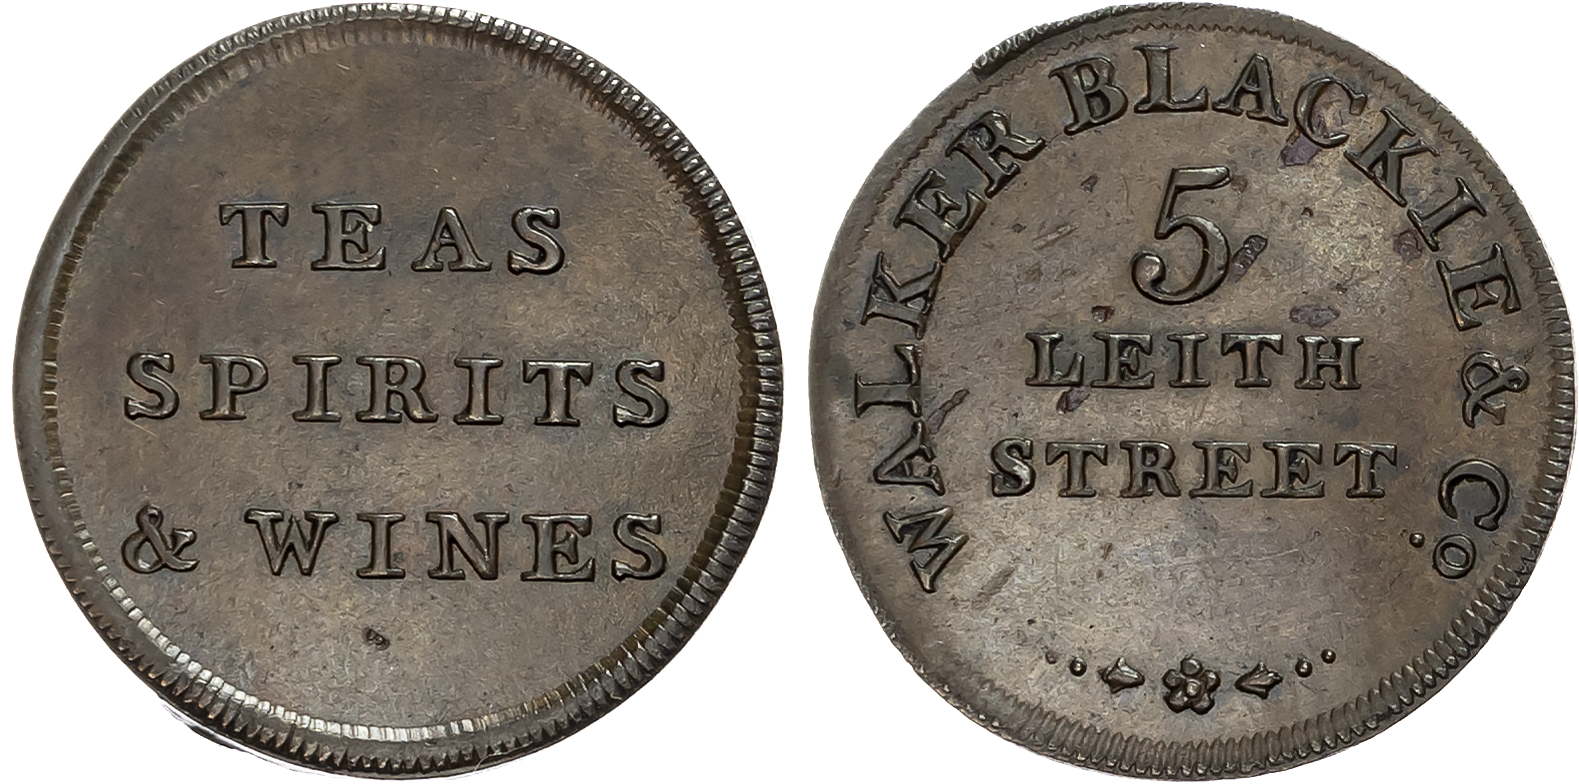 TEAS
SPIRITS
& WINES
WALKER BLACKIE & Co.
5
LEITH
STREET